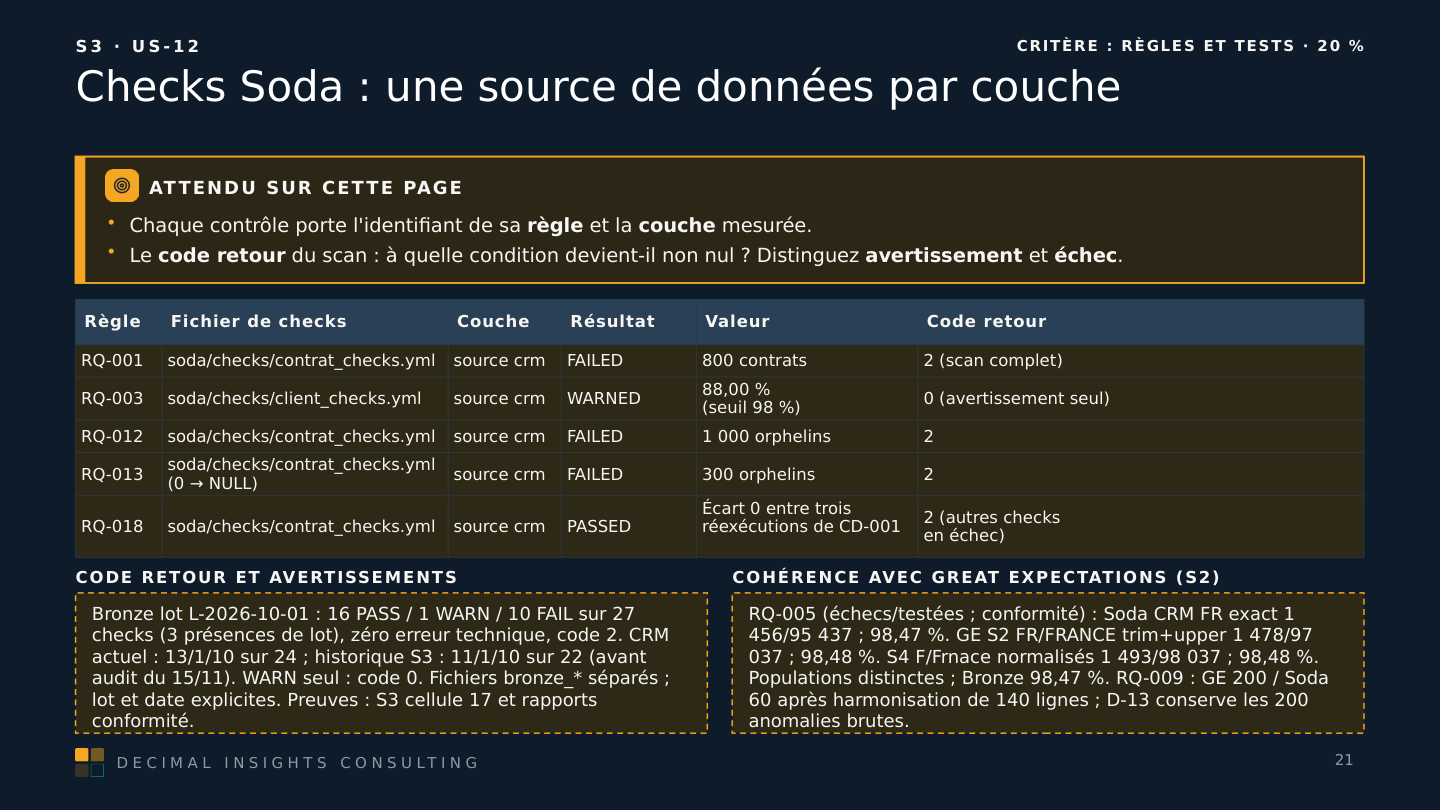 S3 · US-12
CRITÈRE : RÈGLES ET TESTS · 20 %
Checks Soda : une source de données par couche
ATTENDU SUR CETTE PAGE
• Chaque contrôle porte l'identifiant de sa règle et la couche mesurée.
• Le code retour du scan : à quelle condition devient-il non nul ? Distinguez avertissement et échec.
Règle Fichier de checks Couche Résultat Valeur Code retour
RQ-001 soda/checks/contrat_checks.yml source crm FAILED 800 contrats 2 (scan complet)
RQ-003 soda/checks/client_checks.yml source crm WARNED 88,00 % (seuil 98 %) 0 (avertissement seul)
RQ-012 soda/checks/contrat_checks.yml source crm FAILED 1 000 orphelins 2
RQ-013 soda/checks/contrat_checks.yml (0 → NULL) source crm FAILED 300 orphelins 2
RQ-018 soda/checks/contrat_checks.yml source crm PASSED Écart 0 entre trois réexécutions de CD-001 2 (autres checks en échec)
CODE RETOUR ET AVERTISSEMENTS
Bronze lot L-2026-10-01 : 16 PASS / 1 WARN / 10 FAIL sur 27
checks (3 présences de lot), zéro erreur technique, code 2. CRM
actuel : 13/1/10 sur 24 ; historique S3 : 11/1/10 sur 22 (avant
audit du 15/11). WARN seul : code 0. Fichiers bronze_* séparés ;
lot et date explicites. Preuves : S3 cellule 17 et rapports
conformité.
COHÉRENCE AVEC GREAT EXPECTATIONS (S2)
RQ-005 (échecs/testées ; conformité) : Soda CRM FR exact 1
456/95 437 ; 98,47 %. GE S2 FR/FRANCE trim+upper 1 478/97
037 ; 98,48 %. S4 F/Frnace normalisés 1 493/98 037 ; 98,48 %.
Populations distinctes ; Bronze 98,47 %. RQ-009 : GE 200 / Soda
60 après harmonisation de 140 lignes ; D-13 conserve les 200
anomalies brutes.
DECIMAL INSIGHTS CONSULTING
21